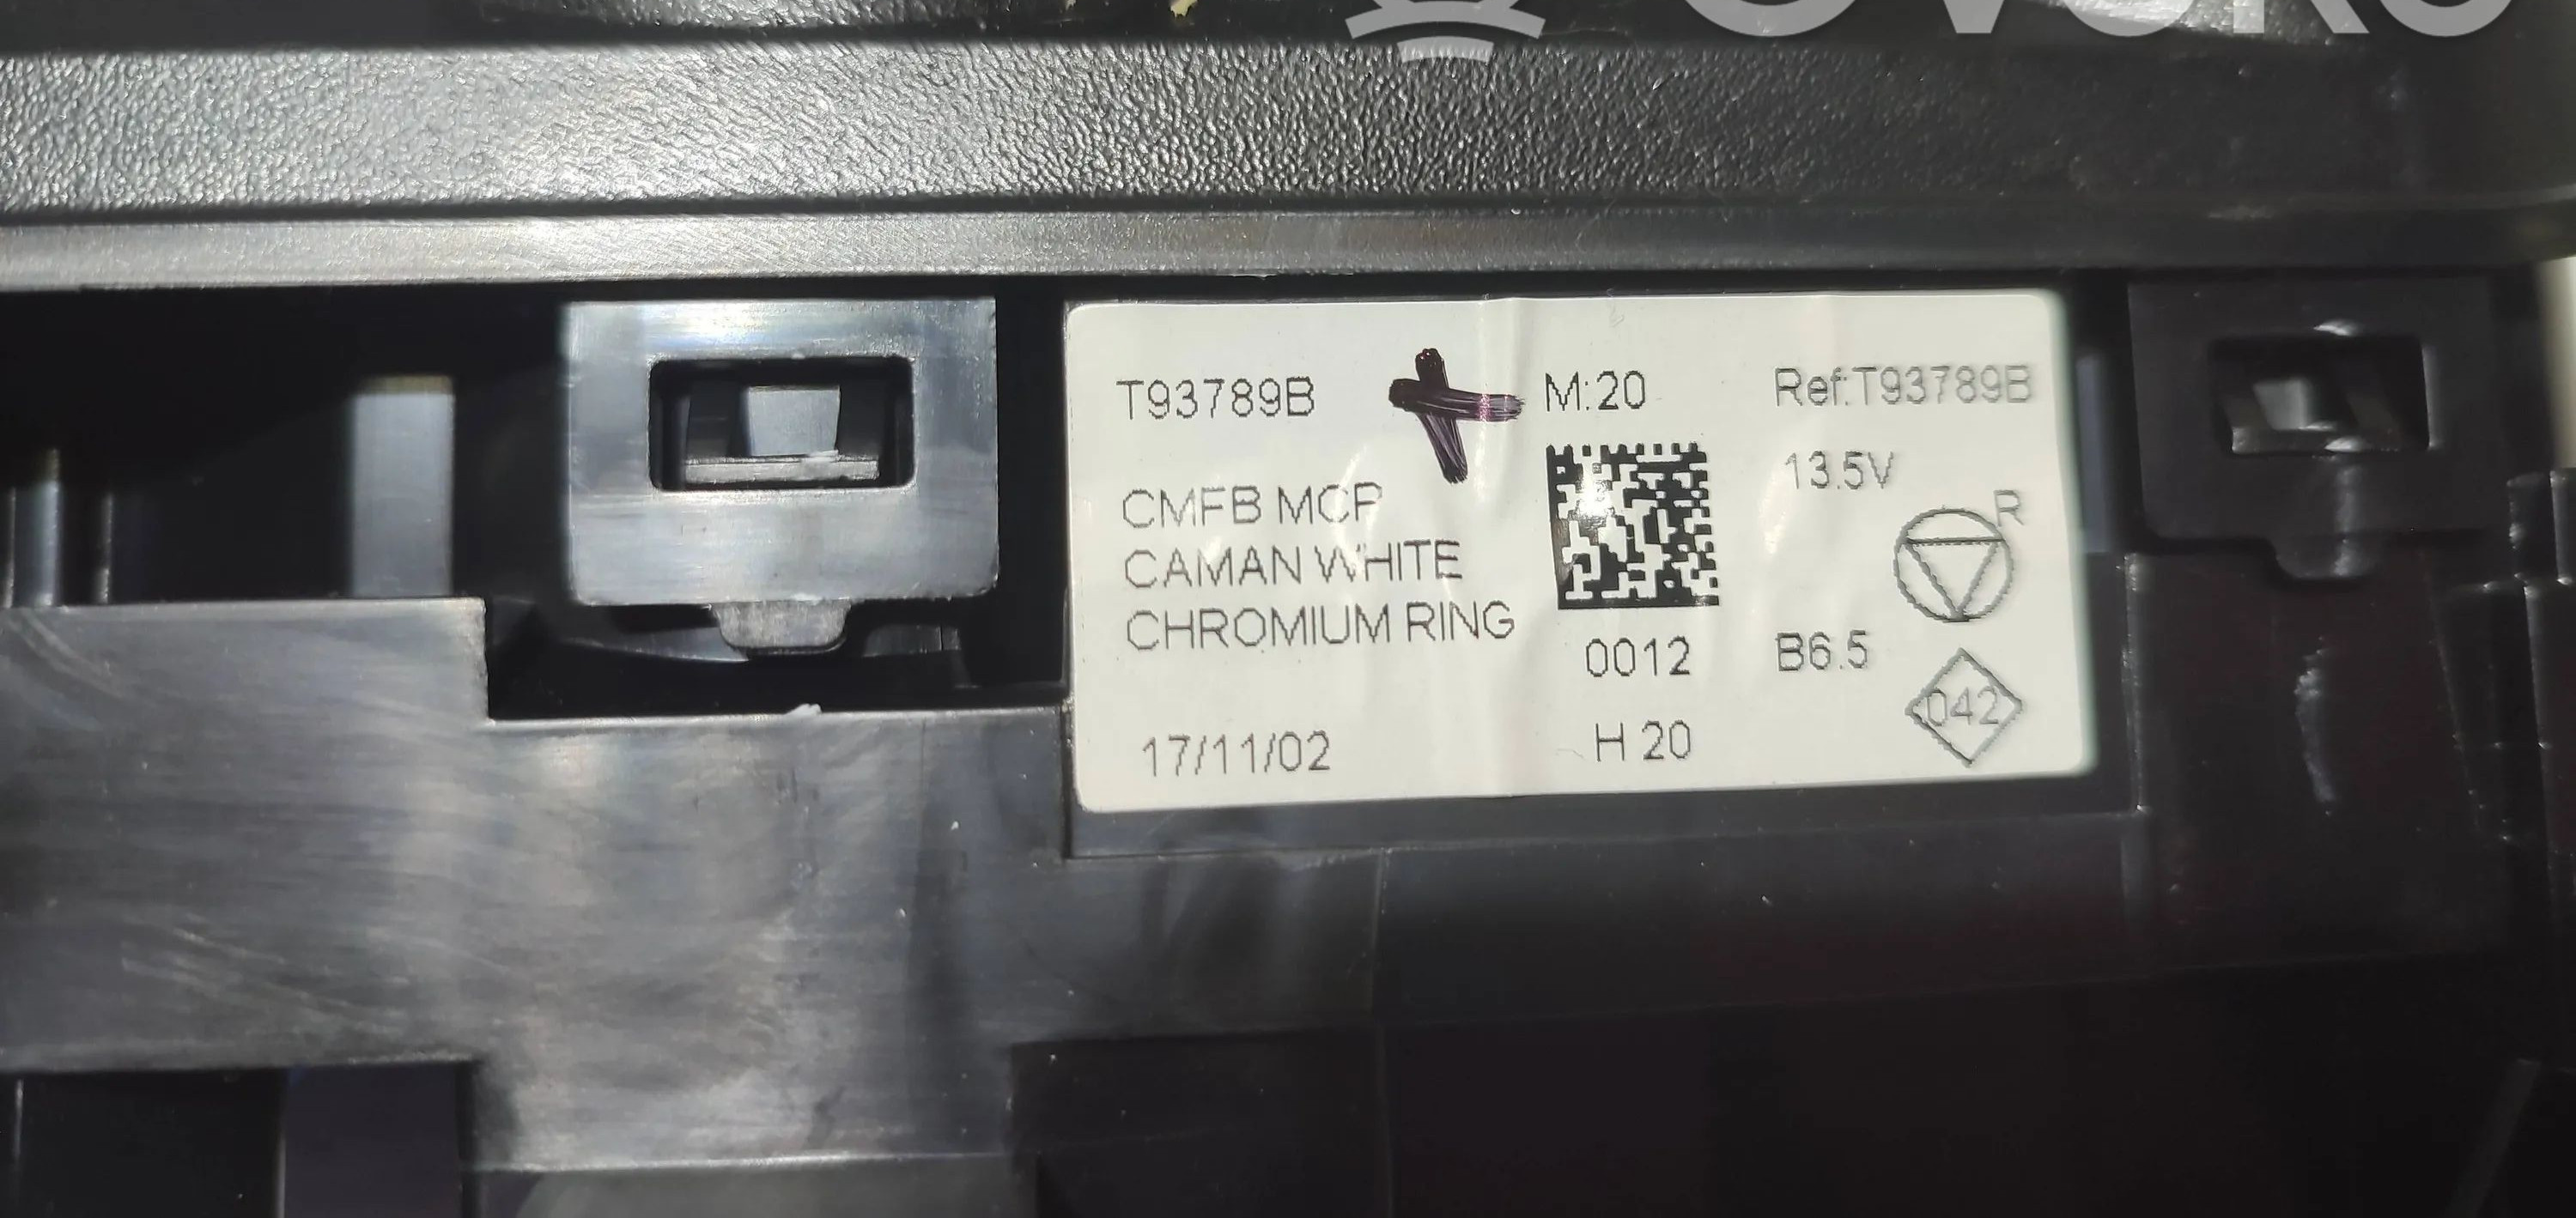 T93789B
M:20
Ref:T93789B
13.5V
R
CMFB MCP
CAMAN WHITE
CHROMIUM RING
0012
B6.5
042
17/11/02
H 20